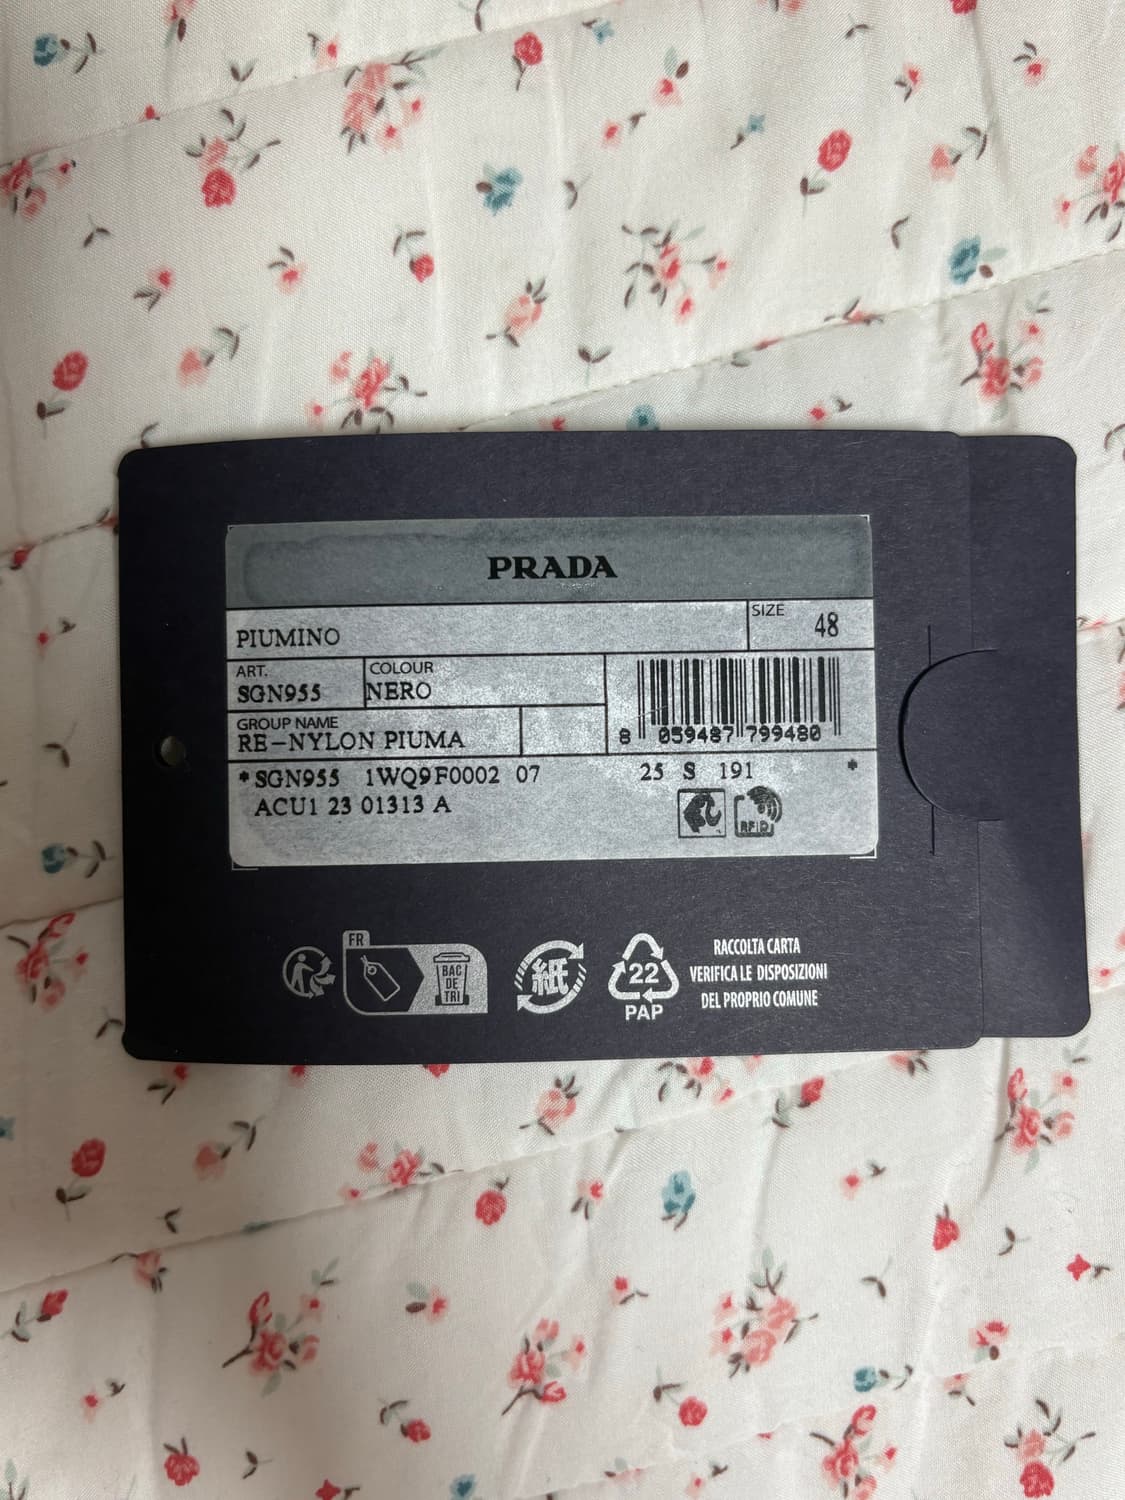 PRADA
PIUMINO
SIZE
48
ART.
SGN955
COLOUR
NERO
GROUP NAME
RE-NYLON PIUMA
8 059487 799480
*SGN955 1WQ9F0002 07 25 S 191 *
ACU1 23 01313 A
RFID
FR
BAC
DE
TRI
紙
22
PAP
RACCOLTA CARTA
VERIFICA LE DISPOSIZIONI
DEL PROPRIO COMUNE